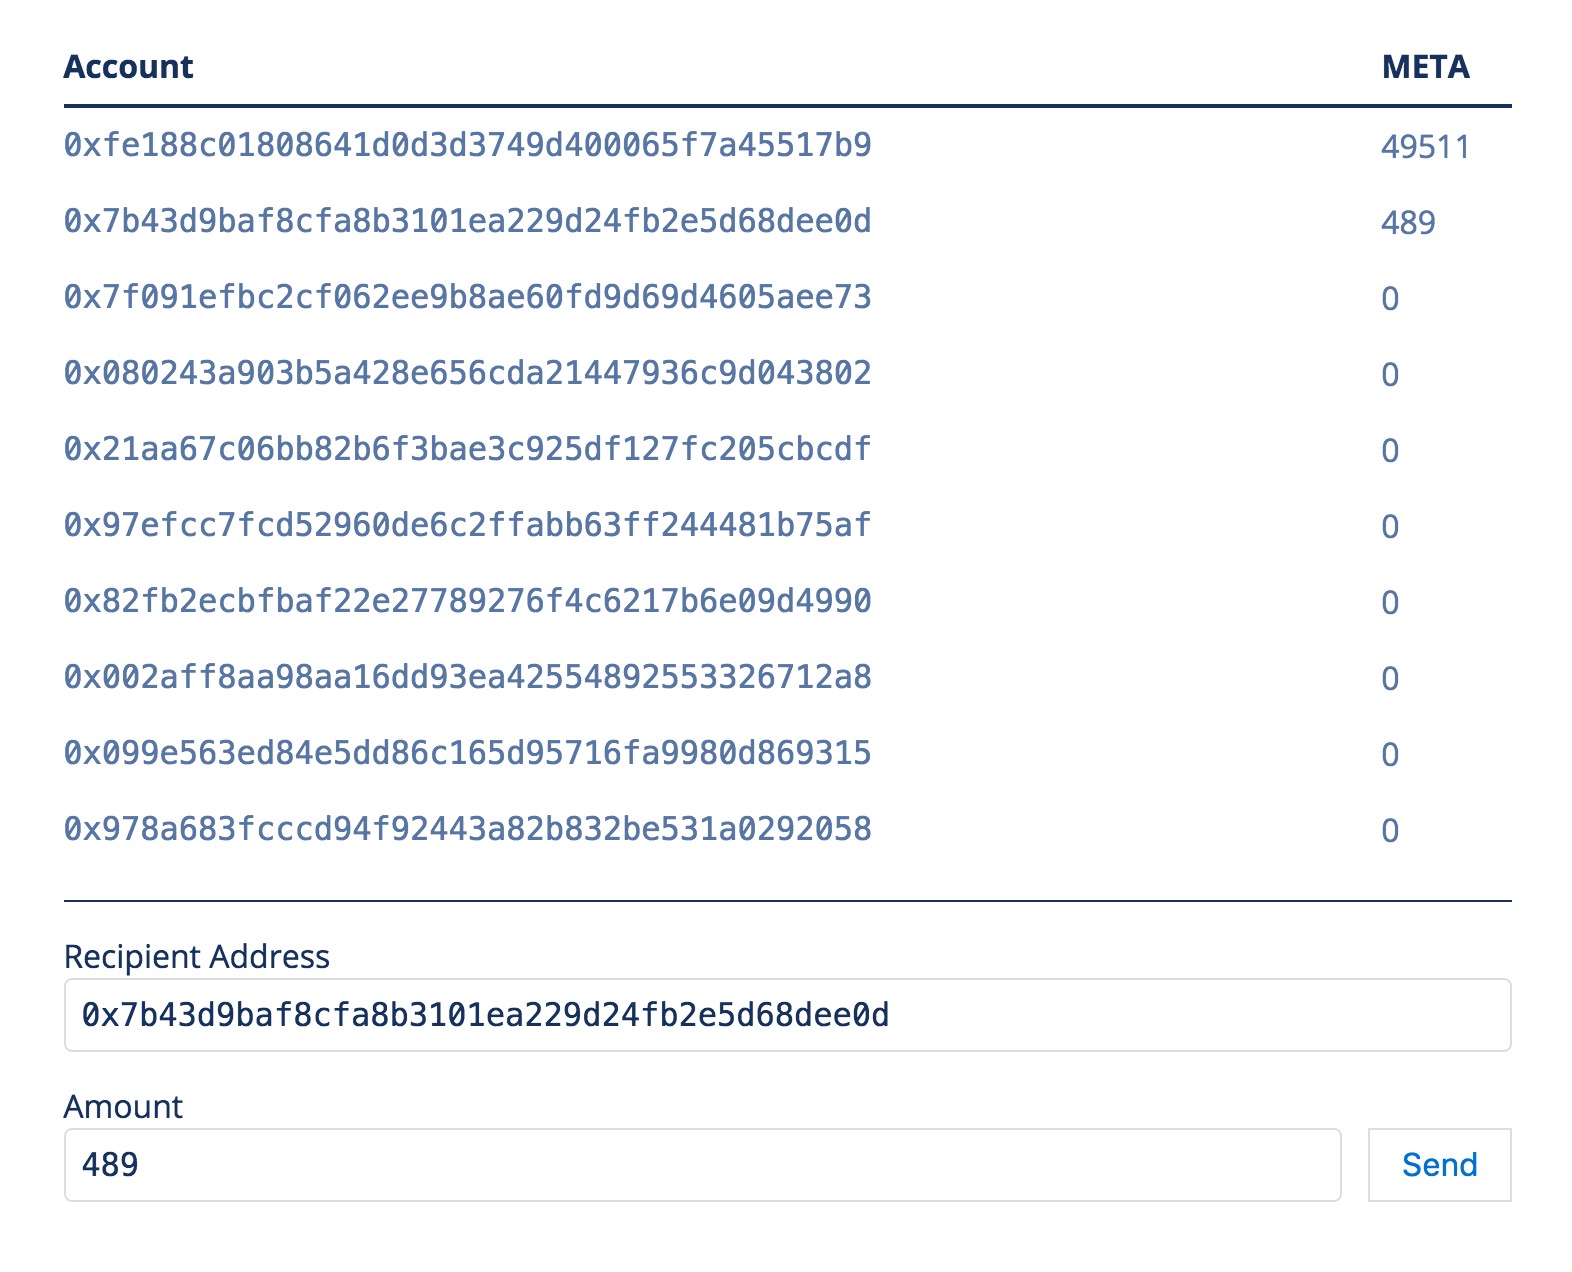 Account META
0xfe188c01808641d0d3d3749d400065f7a45517b9 49511
0x7b43d9baf8cfa8b3101ea229d24fb2e5d68dee0d 489
0x7f091efbc2cf062ee9b8ae60fd9d69d4605aee73 0
0x080243a903b5a428e656cda21447936c9d043802 0
0x21aa67c06bb82b6f3bae3c925df127fc205cbcdf 0
0x97efcc7fcd52960de6c2ffabb63ff244481b75af 0
0x82fb2ecbfbaf22e27789276f4c6217b6e09d4990 0
0x002aff8aa98aa16dd93ea42554892553326712a8 0
0x099e563ed84e5dd86c165d95716fa9980d869315 0
0x978a683fcccd94f92443a82b832be531a0292058 0
Recipient Address
0x7b43d9baf8cfa8b3101ea229d24fb2e5d68dee0d
Amount
489 Send